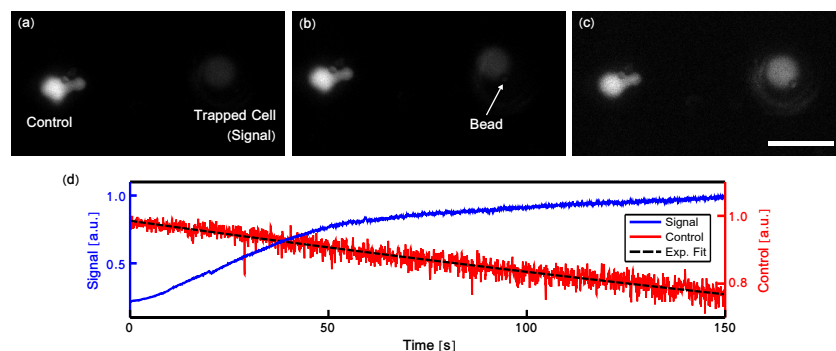 (a)
Control
Trapped Cell
(Signal)
(b)
Bead
(c)
(d)
1.0
0.5
Signal [a.u.]
1.0
0.8
Control [a.u.]
Signal
Control
Exp. Fit
0
50
100
150
Time [s]